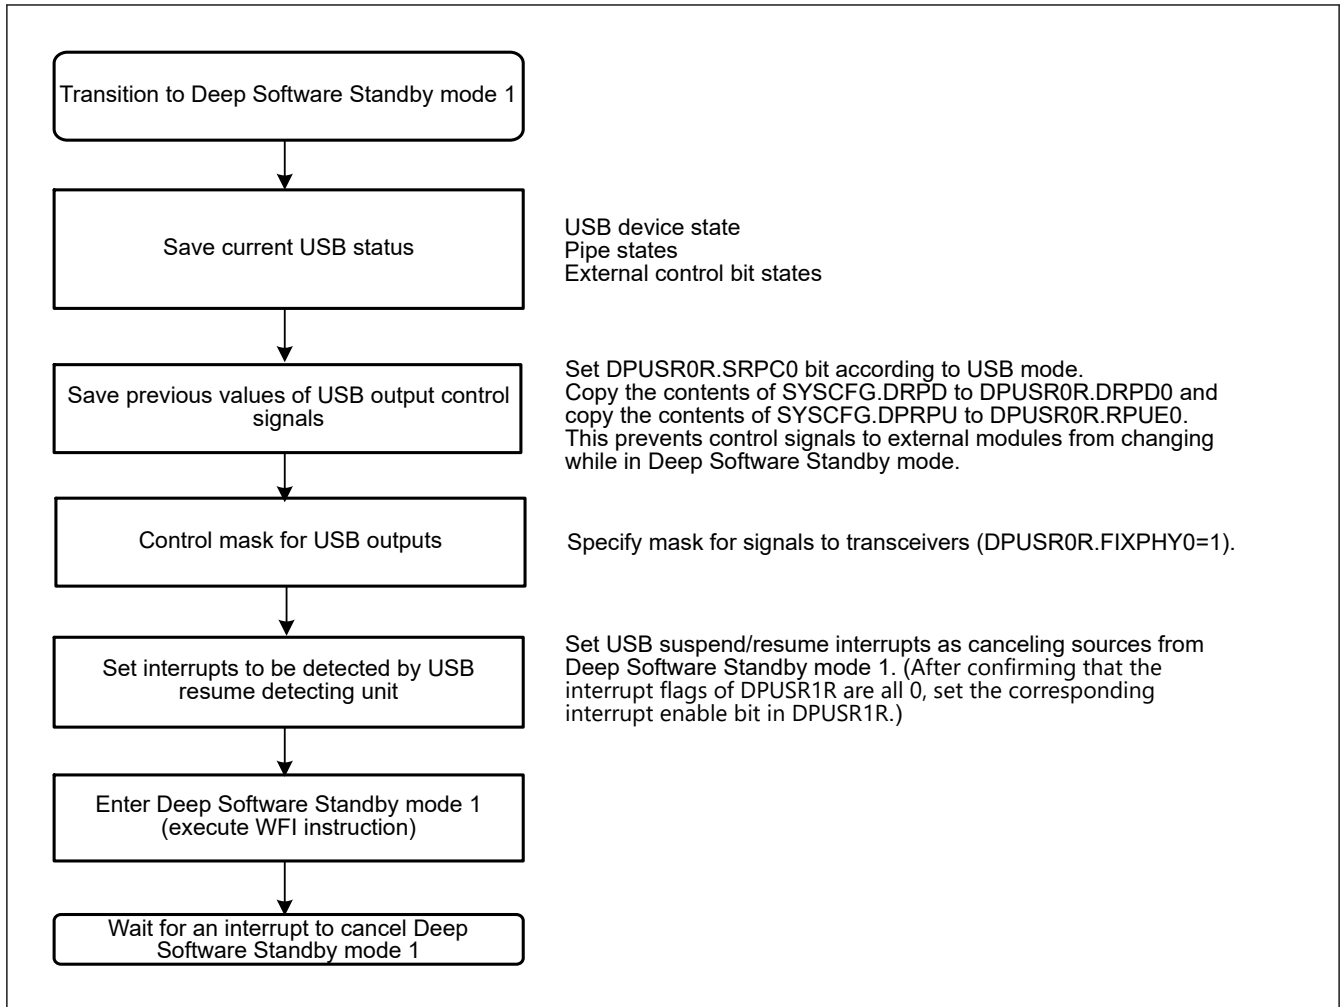 Transition to Deep Software Standby mode 1
Save current USB status
USB device state
Pipe states
External control bit states
Save previous values of USB output control
signals
Set DPUSR0R.SRPC0 bit according to USB mode.
Copy the contents of SYSCFG.DRPD to DPUSR0R.DRPD0 and
copy the contents of SYSCFG.DPRPU to DPUSR0R.RPUE0.
This prevents control signals to external modules from changing
while in Deep Software Standby mode.
Control mask for USB outputs
Specify mask for signals to transceivers (DPUSR0R.FIXPHY0=1).
Set interrupts to be detected by USB
resume detecting unit
Set USB suspend/resume interrupts as canceling sources from
Deep Software Standby mode 1. (After confirming that the
interrupt flags of DPUSR1R are all 0, set the corresponding
interrupt enable bit in DPUSR1R.)
Enter Deep Software Standby mode 1
(execute WFI instruction)
Wait for an interrupt to cancel Deep
Software Standby mode 1